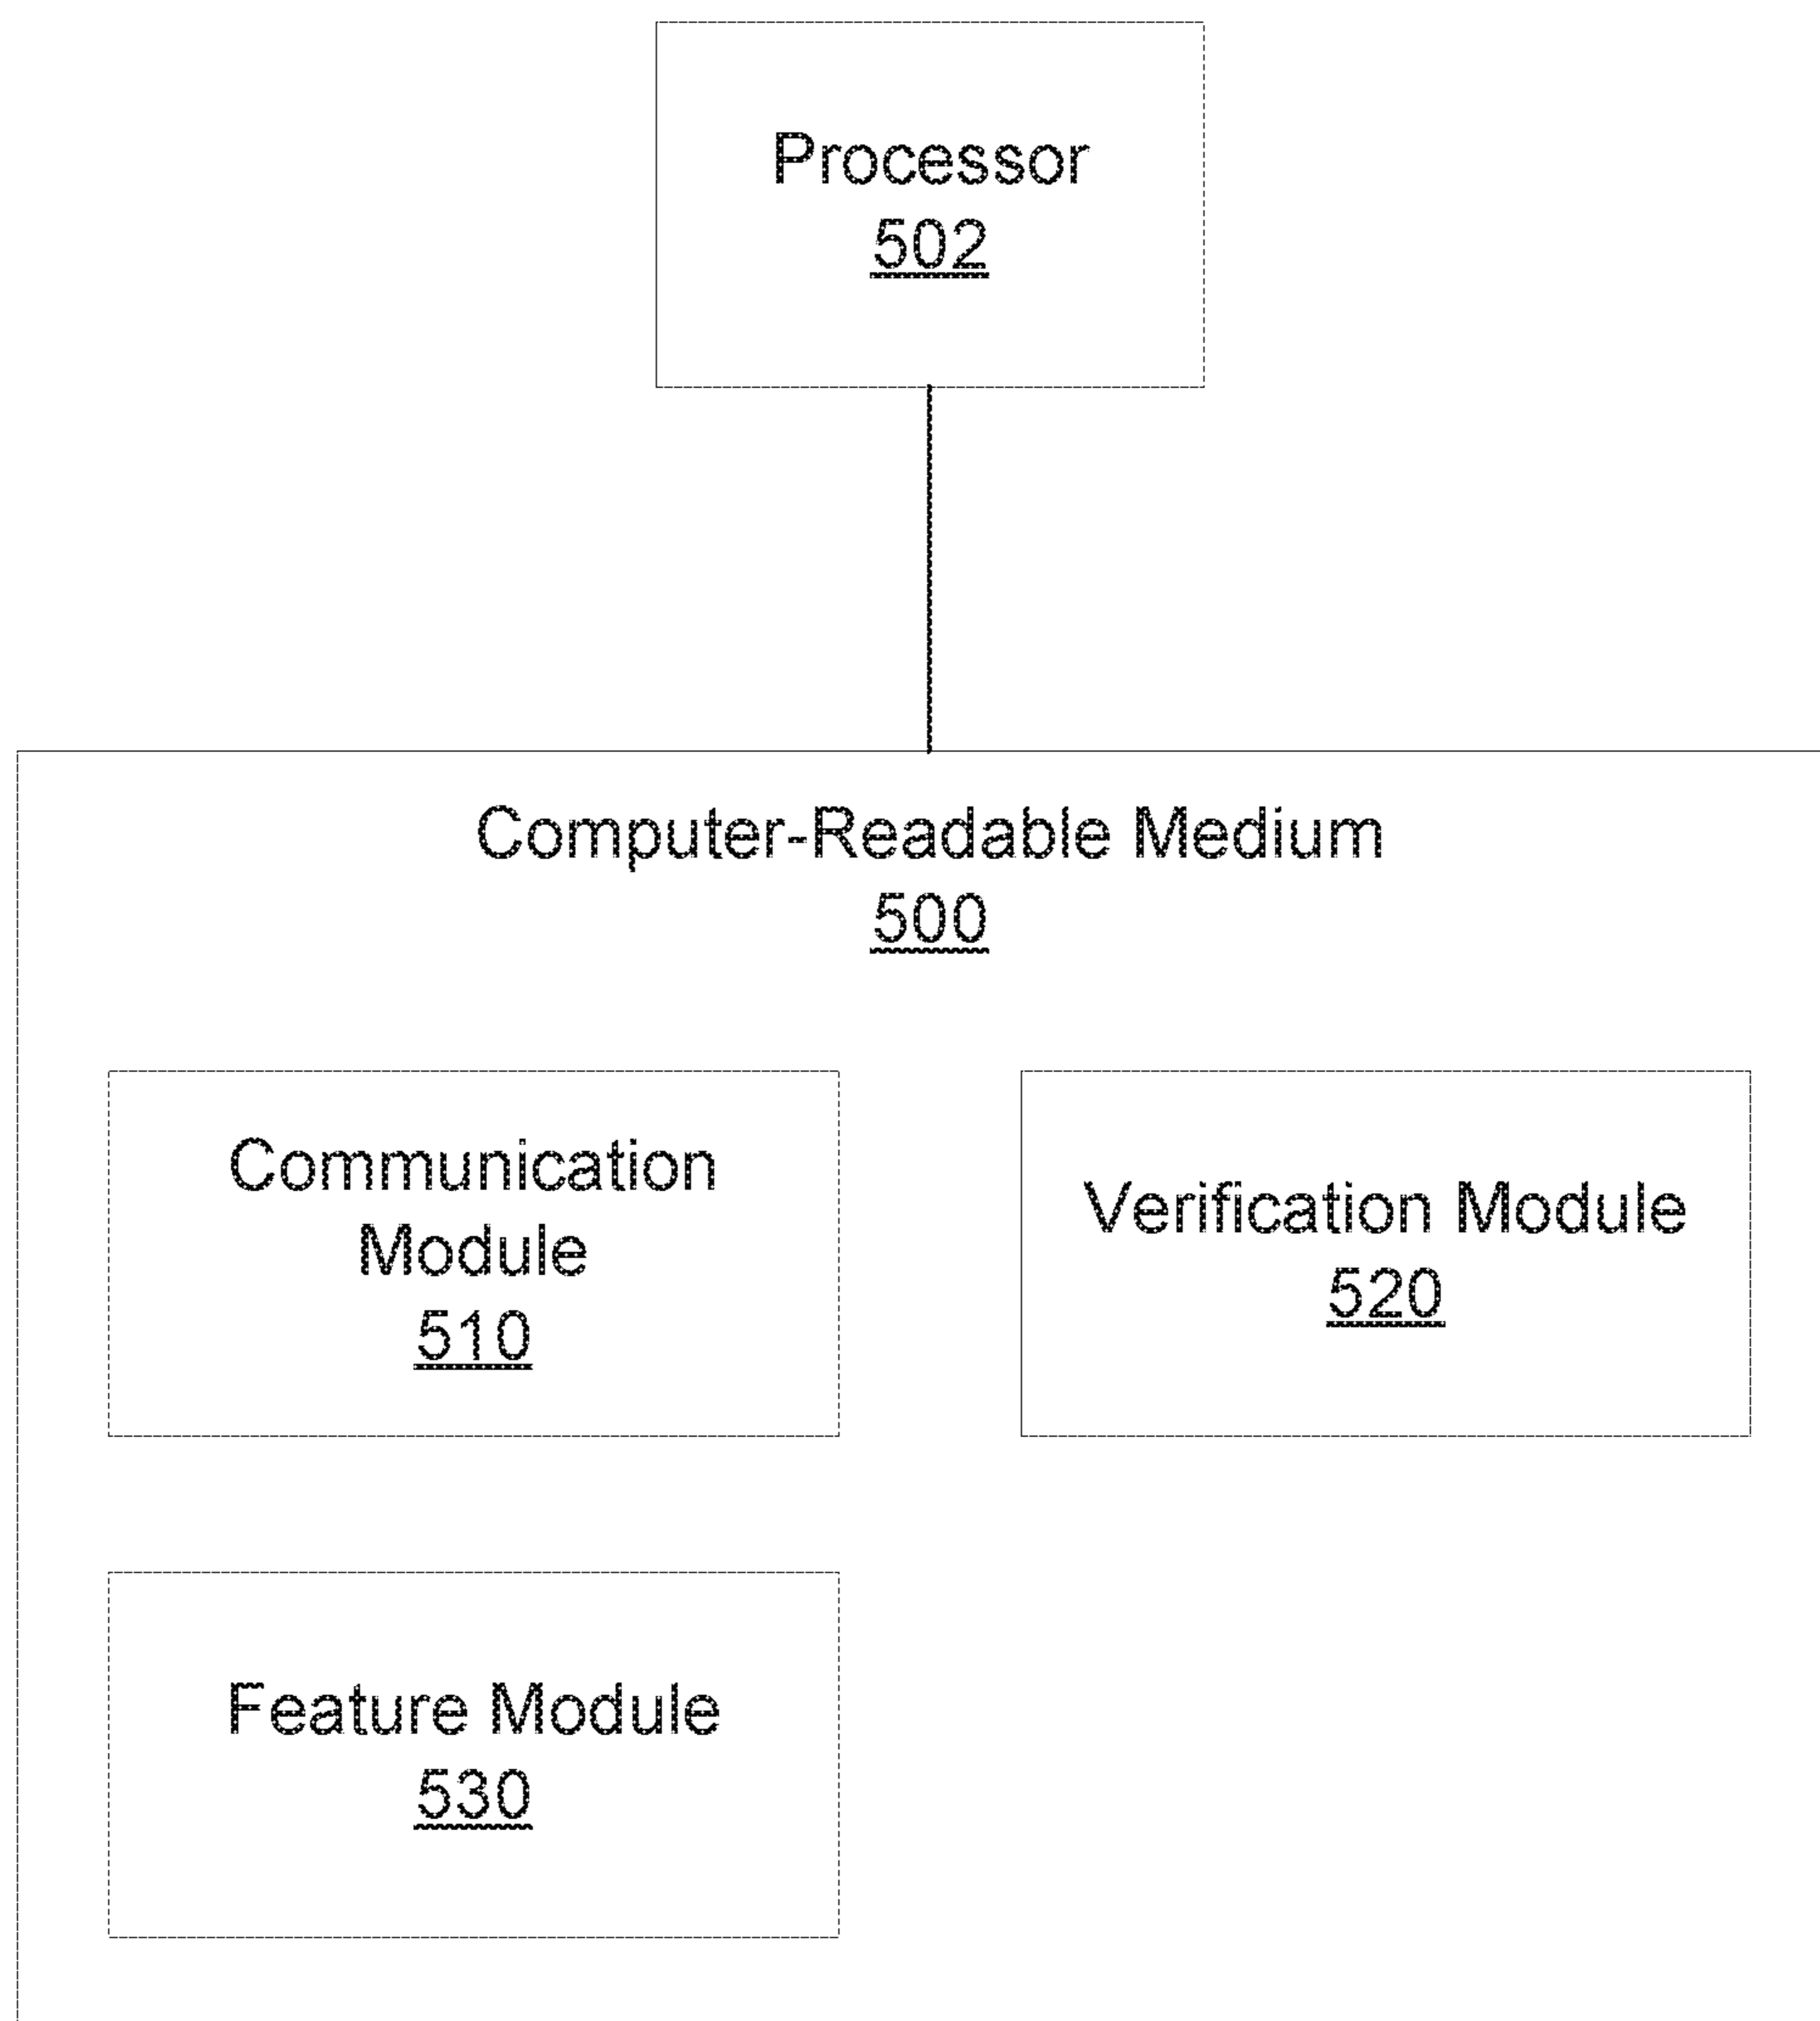 Processor
502
Computer-Readable Medium
500
Communication
Module
510
Verification Module
520
Feature Module
530